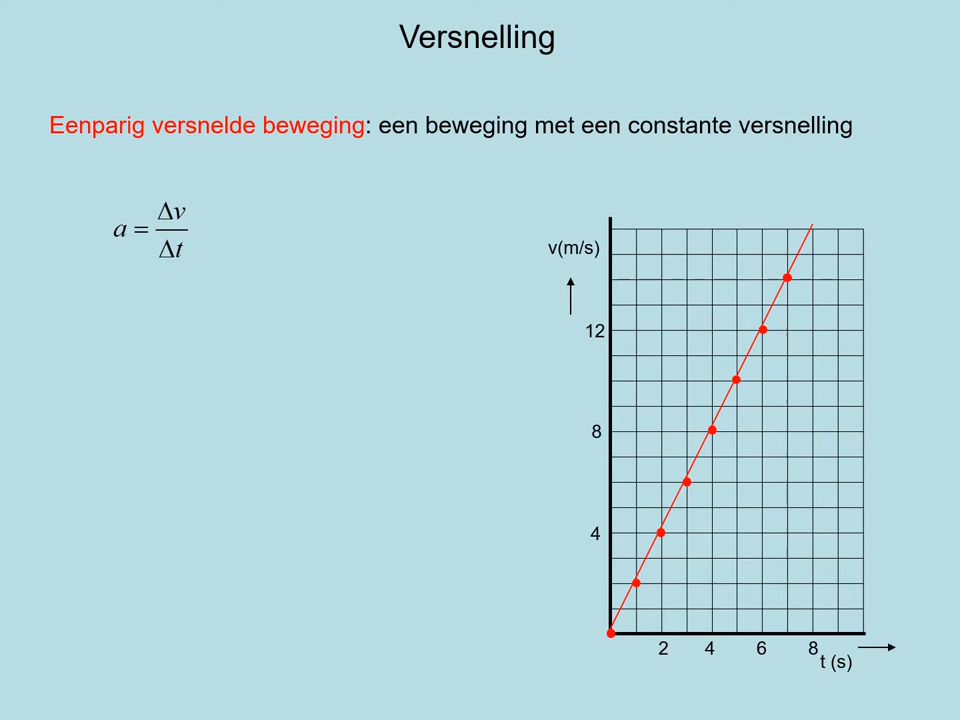 Versnelling
Eenparig versnelde beweging: een beweging met een constante versnelling
a = Δv/Δt
v(m/s)
12
8
4
2 4 6 8
t (s)